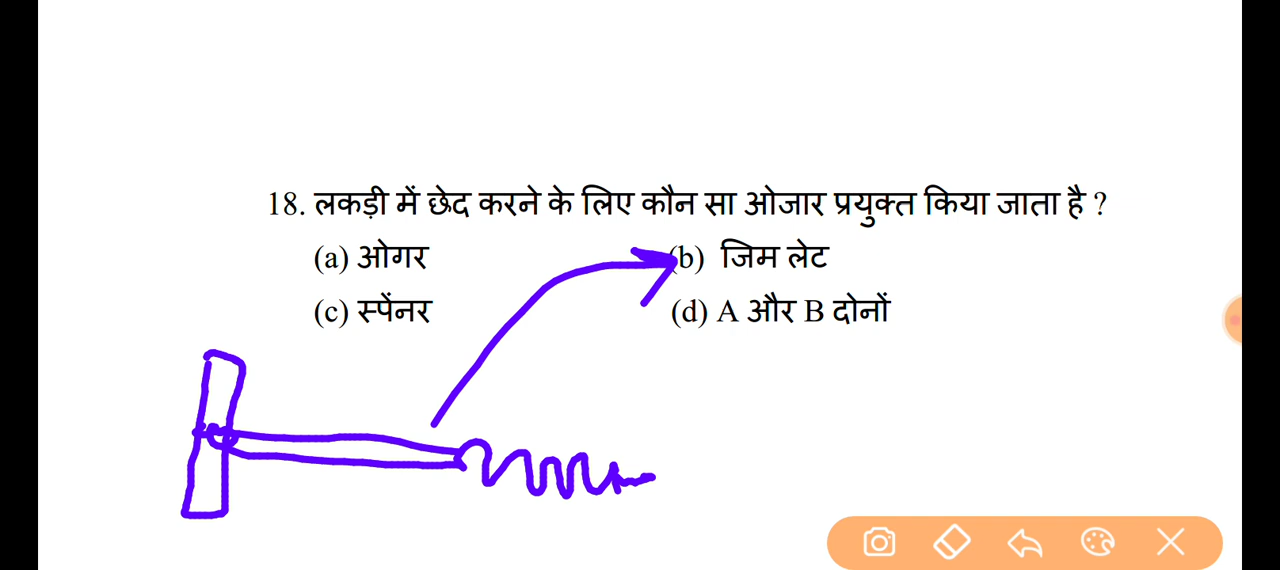 18. लकड़ी में छेद करने के लिए कौन सा ओजार प्रयुक्त किया जाता है ?
(a) ओगर (b) जिम लेट
(c) स्पेंनर (d) A और B दोनों